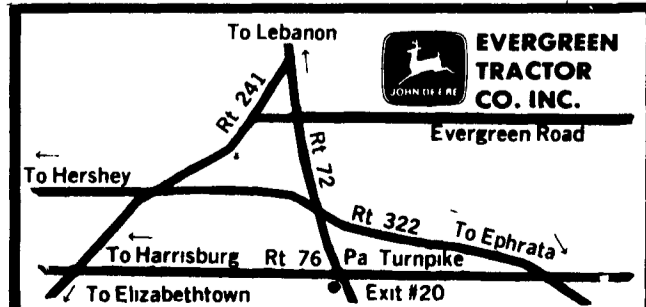 To Lebanon
EVERGREEN
TRACTOR
CO. INC.
JOHN DEERE
Rt 241
Evergreen Road
Rt 72
To Hershey
Rt 322
To Ephrata
To Harrisburg Rt 76 Pa Turnpike
To Elizabethtown
Exit #20